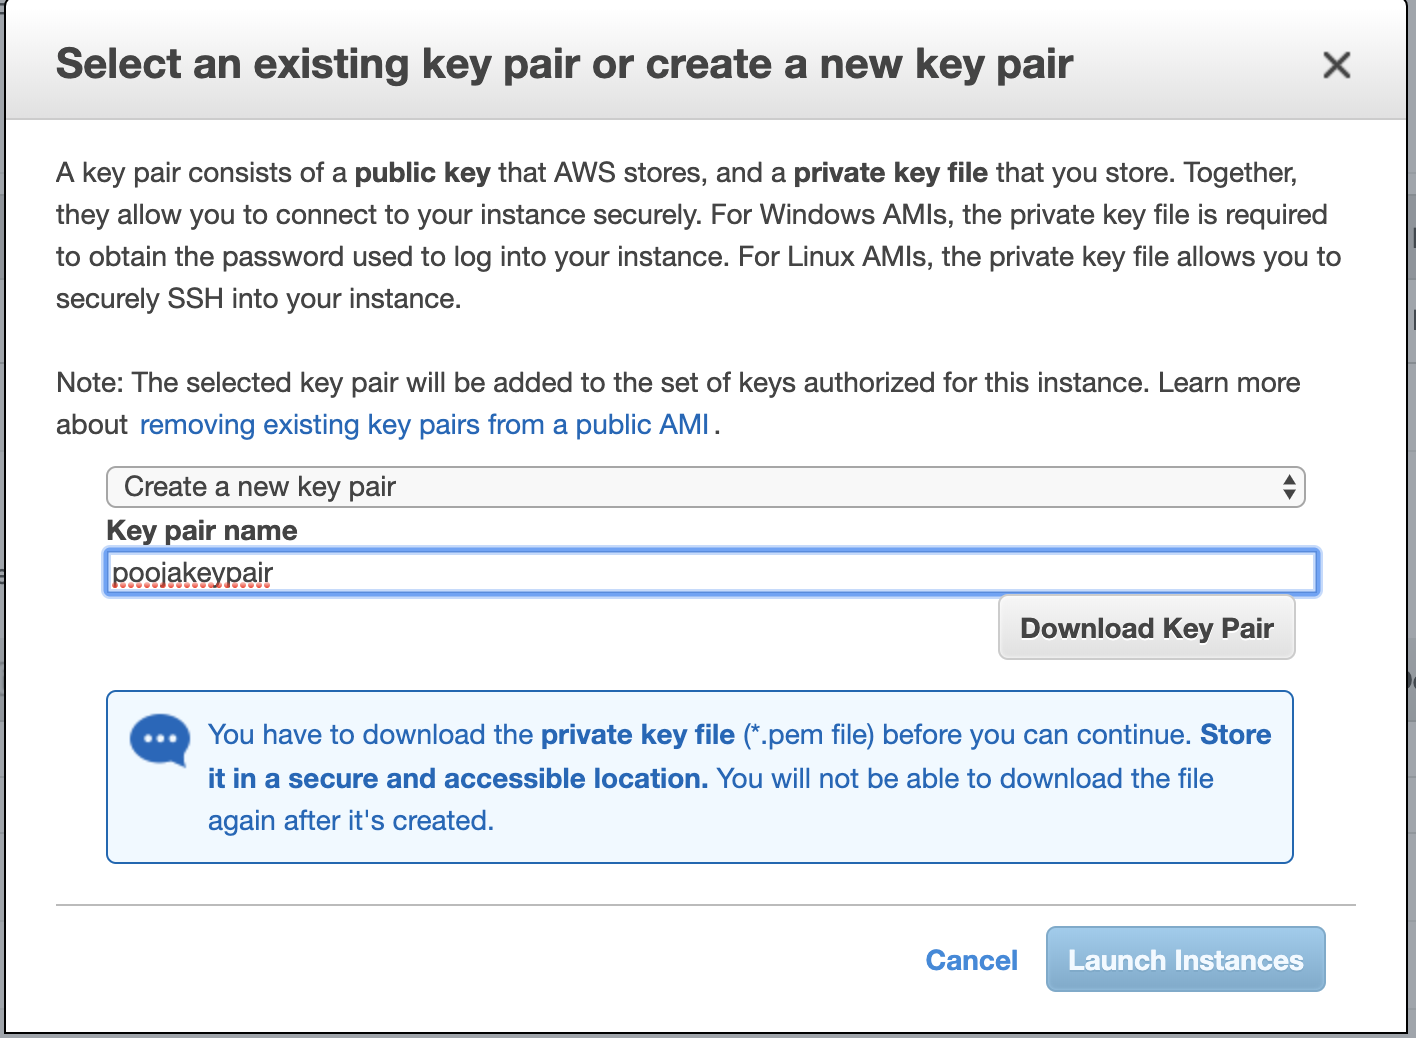 Select an existing key pair or create a new key pair
A key pair consists of a public key that AWS stores, and a private key file that you store. Together,
they allow you to connect to your instance securely. For Windows AMIs, the private key file is required
to obtain the password used to log into your instance. For Linux AMIs, the private key file allows you to
securely SSH into your instance.
Note: The selected key pair will be added to the set of keys authorized for this instance. Learn more
about removing existing key pairs from a public AMI .
Create a new key pair
Key pair name
poojakeypair
Download Key Pair
You have to download the private key file (*.pem file) before you can continue. Store
it in a secure and accessible location. You will not be able to download the file
again after it's created.
Cancel
Launch Instances